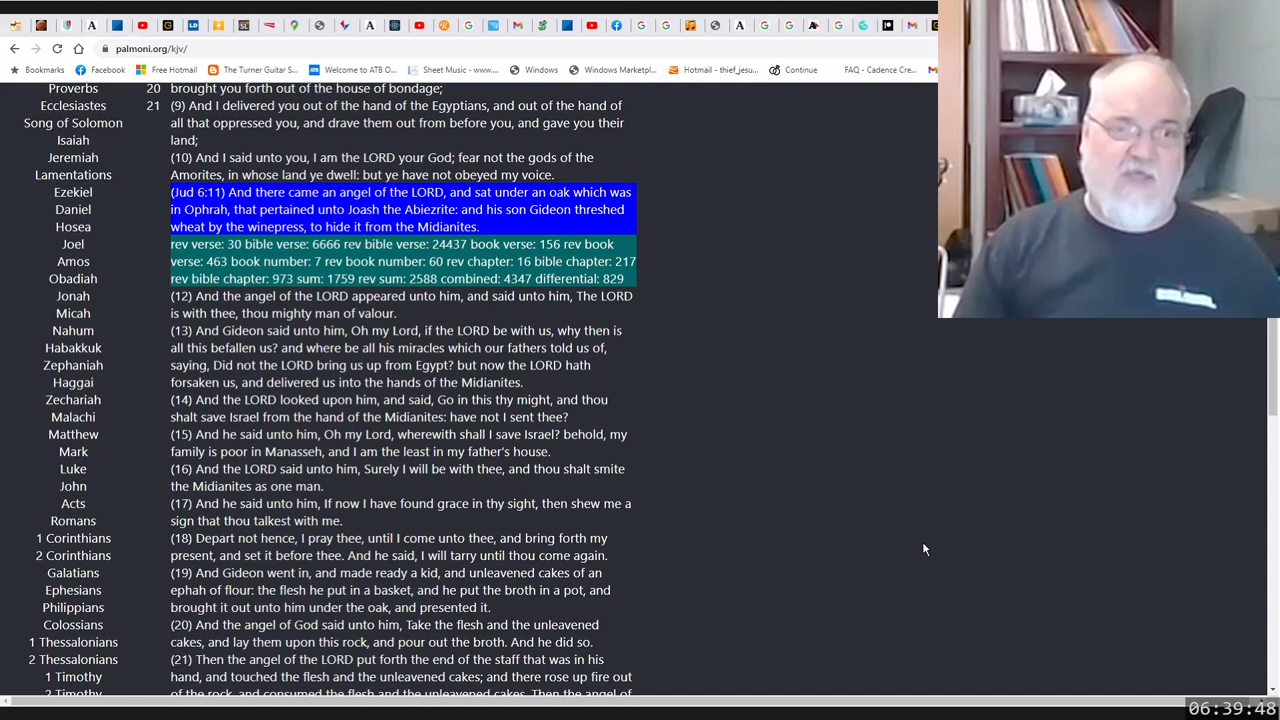 palmoni.org/kjv/
Bookmarks Facebook Free Hotmail The Turner Guitar S... Welcome to ATB O... Sheet Music - www.... Windows Windows Marketpl... Hotmail - thief_jesu... Continue FAQ - Cadence Crea...
Proverbs 20 brought you forth out of the house of bondage;
Ecclesiastes 21 (9) And I delivered you out of the hand of the Egyptians, and out of the hand of
Song of Solomon all that oppressed you, and drave them out from before you, and gave you their
Isaiah land;
Jeremiah (10) And I said unto you, I am the LORD your God; fear not the gods of the
Lamentations Amorites, in whose land ye dwell: but ye have not obeyed my voice.
Ezekiel (Jud 6:11) And there came an angel of the LORD, and sat under an oak which was
Daniel in Ophrah, that pertained unto Joash the Abiezrite: and his son Gideon threshed
Hosea wheat by the winepress, to hide it from the Midianites.
Joel rev verse: 30 bible verse: 6666 rev bible verse: 24437 book verse: 156 rev book
Amos verse: 463 book number: 7 rev book number: 60 rev chapter: 16 bible chapter: 217
Obadiah rev bible chapter: 973 sum: 1759 rev sum: 2588 combined: 4347 differential: 829
Jonah (12) And the angel of the LORD appeared unto him, and said unto him, The LORD
Micah is with thee, thou mighty man of valour.
Nahum (13) And Gideon said unto him, Oh my Lord, if the LORD be with us, why then is
Habakkuk all this befallen us? and where be all his miracles which our fathers told us of,
Zephaniah saying, Did not the LORD bring us up from Egypt? but now the LORD hath
Haggai forsaken us, and delivered us into the hands of the Midianites.
Zechariah (14) And the LORD looked upon him, and said, Go in this thy might, and thou
Malachi shalt save Israel from the hand of the Midianites: have not I sent thee?
Matthew (15) And he said unto him, Oh my Lord, wherewith shall I save Israel? behold, my
Mark family is poor in Manasseh, and I am the least in my father's house.
Luke (16) And the LORD said unto him, Surely I will be with thee, and thou shalt smite
John the Midianites as one man.
Acts (17) And he said unto him, If now I have found grace in thy sight, then shew me a
Romans sign that thou talkest with me.
1 Corinthians (18) Depart not hence, I pray thee, until I come unto thee, and bring forth my
2 Corinthians present, and set it before thee. And he said, I will tarry until thou come again.
Galatians (19) And Gideon went in, and made ready a kid, and unleavened cakes of an
Ephesians ephah of flour: the flesh he put in a basket, and he put the broth in a pot, and
Philippians brought it out unto him under the oak, and presented it.
Colossians (20) And the angel of God said unto him, Take the flesh and the unleavened
1 Thessalonians cakes, and lay them upon this rock, and pour out the broth. And he did so.
2 Thessalonians (21) Then the angel of the LORD put forth the end of the staff that was in his
1 Timothy hand, and touched the flesh and the unleavened cakes; and there rose up fire out
2 Timothy of the rock, and consumed the flesh and the unleavened cakes. Then the angel of
06:39:48